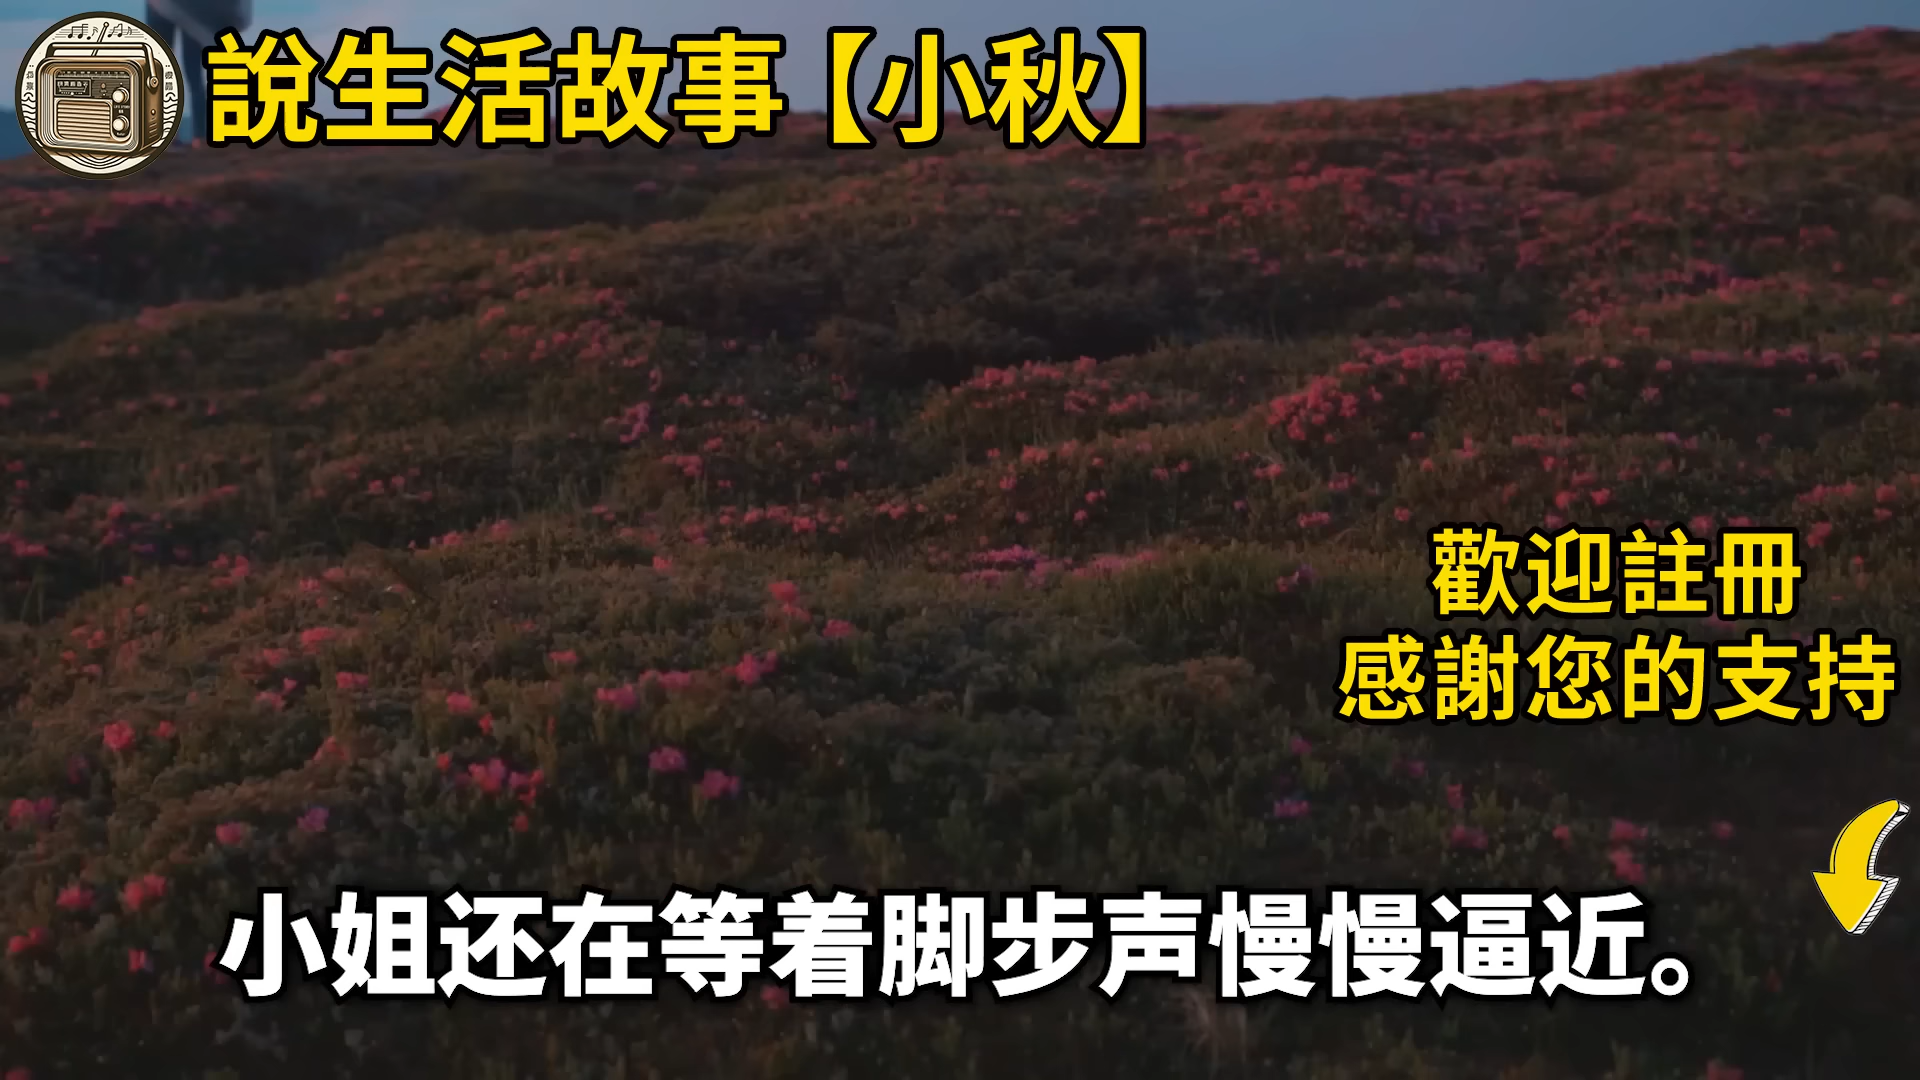 說生活故事【小秋】
歡迎註冊
感謝您的支持
小姐还在等着脚步声慢慢逼近。